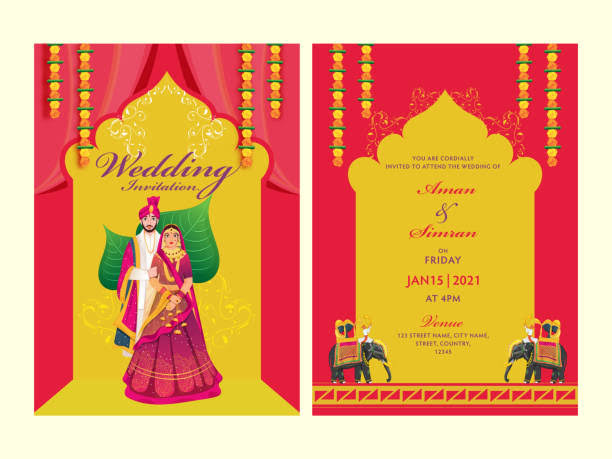 Wedding
Invitation
YOU ARE CORDIALLY
INVITED TO ATTEND THE WEDDING OF
Aman
&
Simran
ON
FRIDAY
JAN15 | 2021
AT 4PM
Venue
123 STREET NAME, CITY NAME,
COUNTRY,
12345